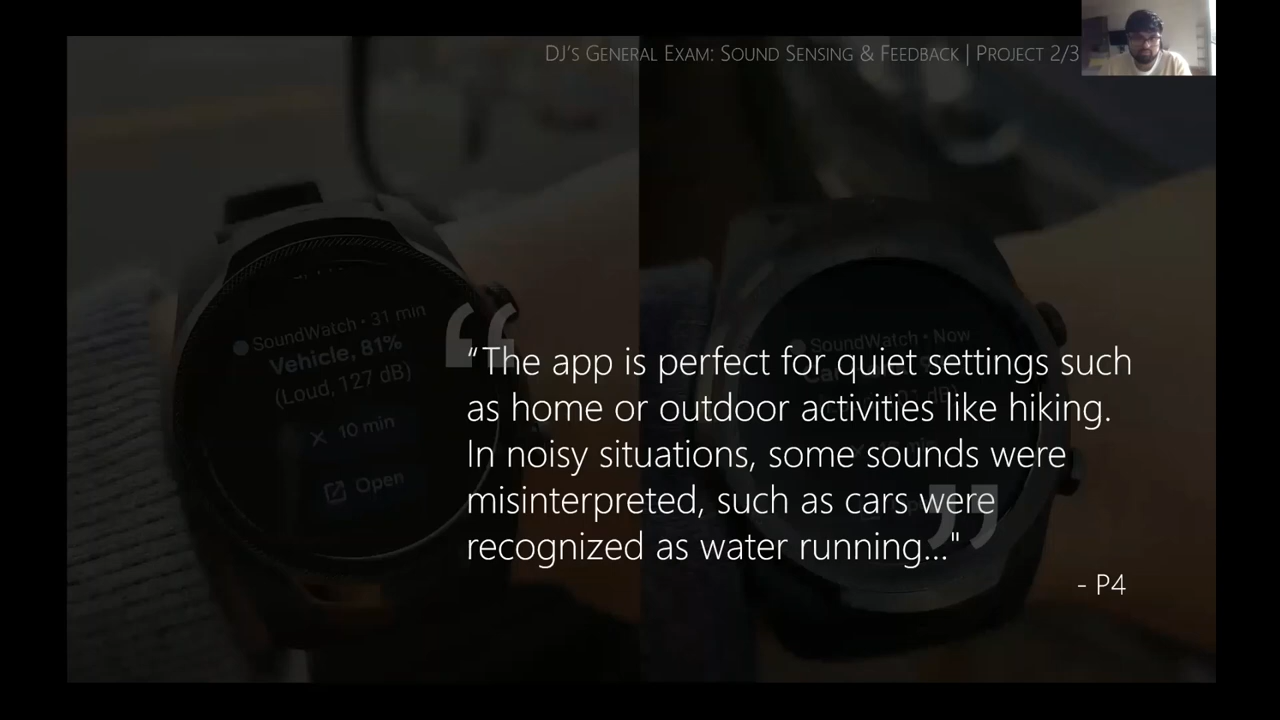 DJ'S GENERAL EXAM: SOUND SENSING & FEEDBACK | PROJECT 2/3
SoundWatch • 31 min
Vehicle, 81%
(Loud, 127 dB)
X 10 min
Open
SoundWatch • Now
“The app is perfect for quiet settings such
as home or outdoor activities like hiking.
In noisy situations, some sounds were
misinterpreted, such as cars were
recognized as water running..."
- P4